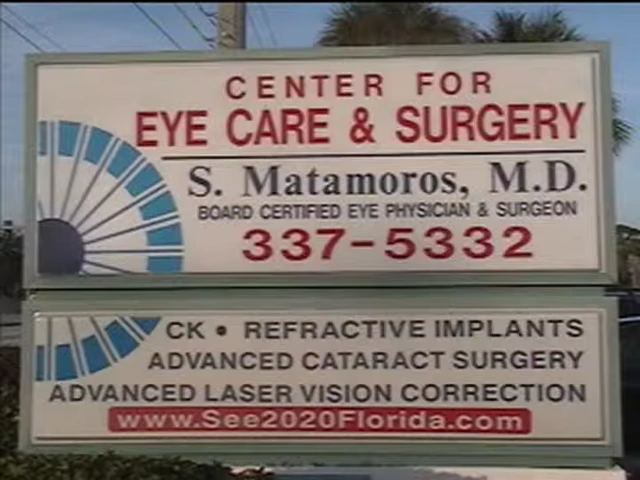 CENTER FOR
EYE CARE & SURGERY
S. Matamoros, M.D.
BOARD CERTIFIED EYE PHYSICIAN & SURGEON
337-5332
CK • REFRACTIVE IMPLANTS
ADVANCED CATARACT SURGERY
ADVANCED LASER VISION CORRECTION
www.See2020Florida.com